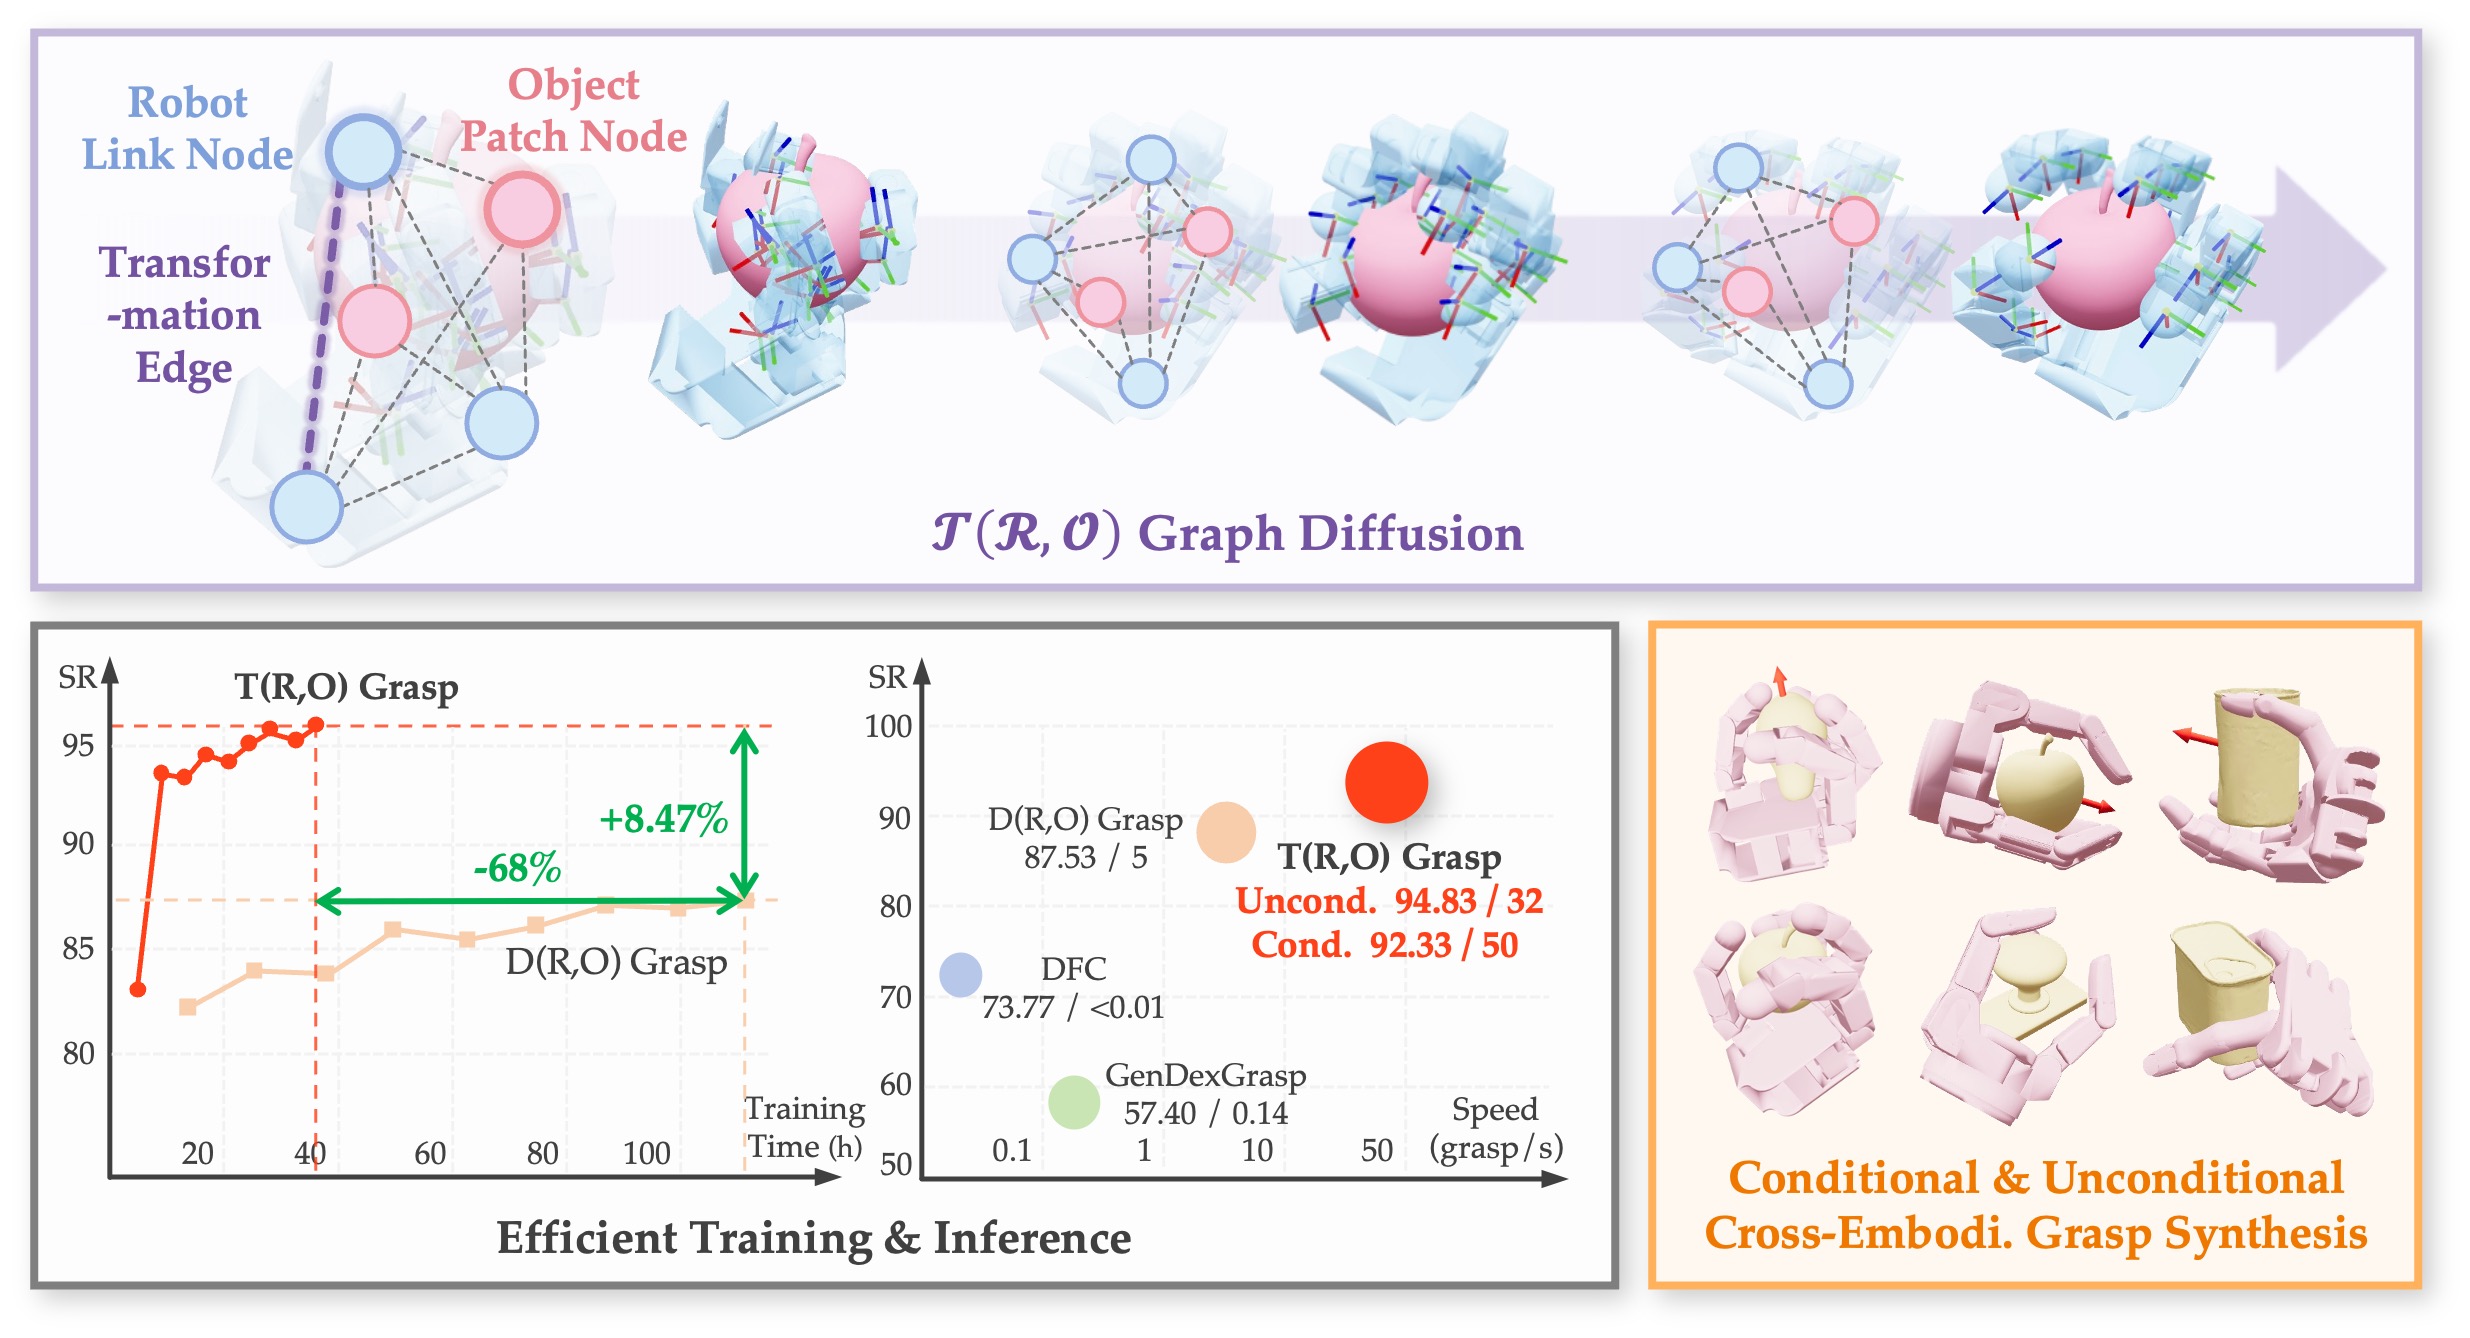 Robot
Link Node
Object
Patch Node
Transfor
-mation
Edge
𝒯(ℛ, 𝒪) Graph Diffusion
SR
T(R,O) Grasp
95
90
85
80
+8.47%
-68%
D(R,O) Grasp
20
40
60
80
100
Training
Time (h)
SR
100
90
80
70
60
50
D(R,O) Grasp
87.53 / 5
T(R,O) Grasp
Uncond. 94.83 / 32
Cond. 92.33 / 50
DFC
73.77 / <0.01
GenDexGrasp
57.40 / 0.14
0.1
1
10
50
Speed
(grasp/s)
Efficient Training & Inference
Conditional & Unconditional
Cross-Embodi. Grasp Synthesis